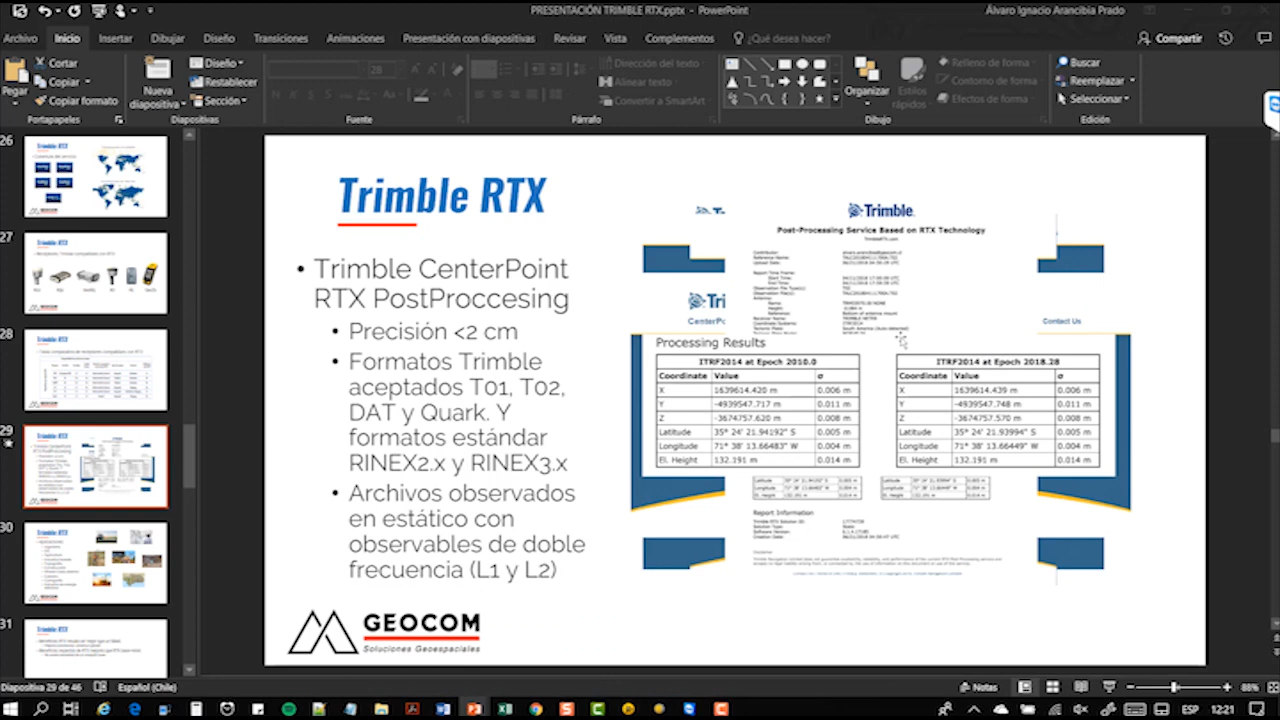 PRESENTACIÓN TRIMBLE RTX.pptx - PowerPoint
Álvaro Ignacio Arancibia Prado
Archivo
Inicio
Insertar
Dibujar
Diseño
Transiciones
Animaciones
Presentación con diapositivas
Revisar
Vista
Complementos
¿Qué desea hacer?
Compartir
Pegar
Cortar
Copiar
Copiar formato
Portapapeles
Nueva
diapositiva
Diseño
Restablecer
Sección
Diapositivas
28
Fuente
Dirección del texto
Alinear texto
Convertir a SmartArt
Párrafo
Organizar
Estilos
rápidos
Relleno de forma
Contorno de forma
Efectos de forma
Dibujo
Buscar
Reemplazar
Seleccionar
Edición
26
27
28
29
30
31
Trimble RTX
• Trimble CenterPoint
RTX PostProcesing
• Precisión <2 cm
• Formatos Trimble
aceptados T01, T02,
DAT y Quark. Y
formatos estándar
RINEX2.x y RINEX3.x
• Archivos observados
en estático con
observables de doble
frecuencia (L1 y L2)
GEOCOM
Soluciones Geoespaciales
Trimble.
Post-Processing Service Based on RTX Technology
TrimbleRTX.com
CenterPo
Contact Us
Processing Results
ITRF2014 at Epoch 2010.0
Coordinate Value σ
X 1639614.420 m 0.006 m
Y -4939547.717 m 0.011 m
Z -3674757.620 m 0.008 m
Latitude 35° 24' 21.94192" S 0.005 m
Longitude 71° 38' 13.66483" W 0.004 m
El. Height 132.191 m 0.014 m
ITRF2014 at Epoch 2018.28
Coordinate Value σ
X 1639614.439 m 0.006 m
Y -4939547.748 m 0.011 m
Z -3674757.570 m 0.008 m
Latitude 35° 24' 21.93994" S 0.005 m
Longitude 71° 38' 13.66449" W 0.004 m
El. Height 132.191 m 0.014 m
Report Information
Diapositiva 29 de 46
Español (Chile)
Notas
88%
ESP
12:21